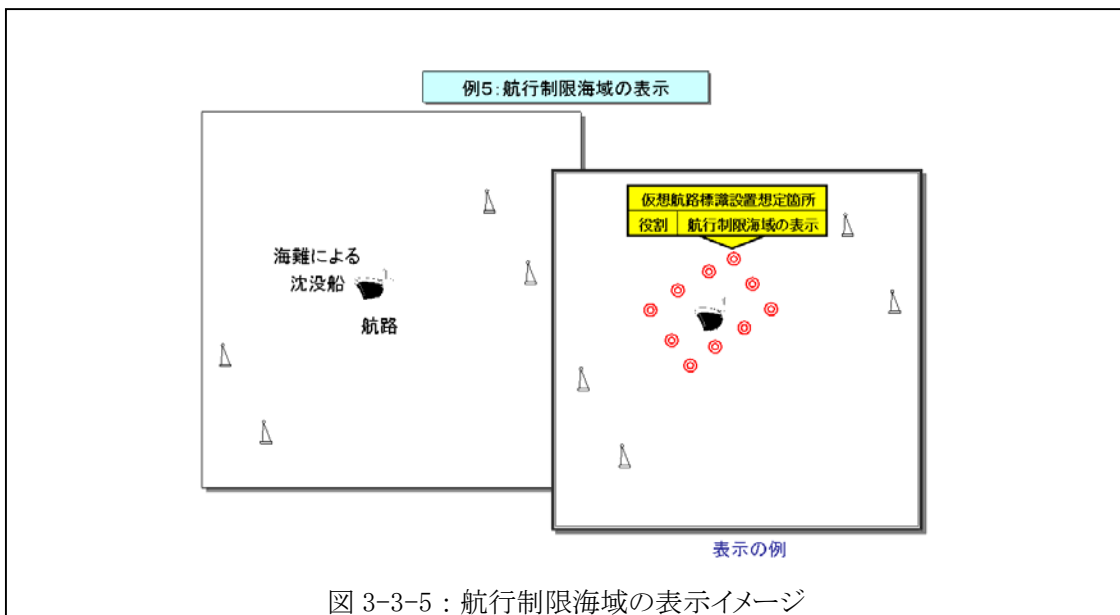 例5:航行制限海域の表示
海難による
沈没船
航路
仮想航路標識設置想定箇所
役割 航行制限海域の表示
表示の例
図 3-3-5：航行制限海域の表示イメージ